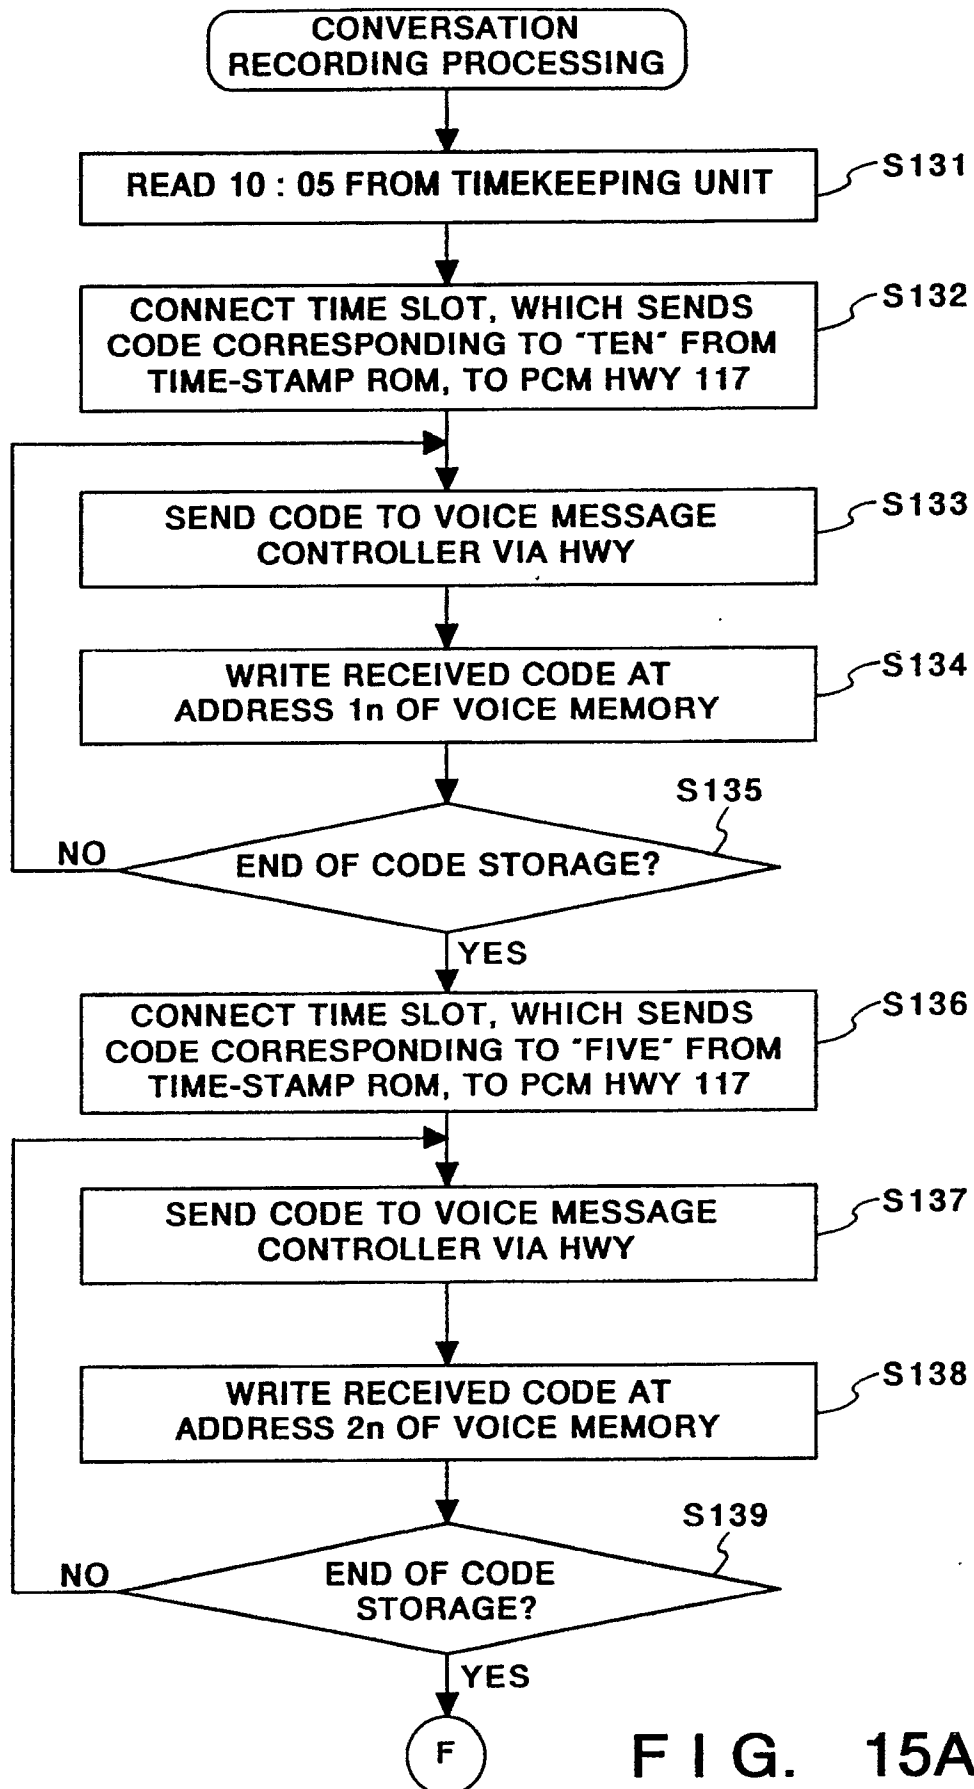 CONVERSATION
RECORDING PROCESSING
READ 10 : 05 FROM TIMEKEEPING UNIT
S131
CONNECT TIME SLOT, WHICH SENDS
CODE CORRESPONDING TO "TEN" FROM
TIME-STAMP ROM, TO PCM HWY 117
S132
SEND CODE TO VOICE MESSAGE
CONTROLLER VIA HWY
S133
WRITE RECEIVED CODE AT
ADDRESS 1n OF VOICE MEMORY
S134
S135
NO
END OF CODE STORAGE?
YES
CONNECT TIME SLOT, WHICH SENDS
CODE CORRESPONDING TO "FIVE" FROM
TIME-STAMP ROM, TO PCM HWY 117
S136
SEND CODE TO VOICE MESSAGE
CONTROLLER VIA HWY
S137
WRITE RECEIVED CODE AT
ADDRESS 2n OF VOICE MEMORY
S138
S139
NO
END OF CODE
STORAGE?
YES
F
FIG. 15A